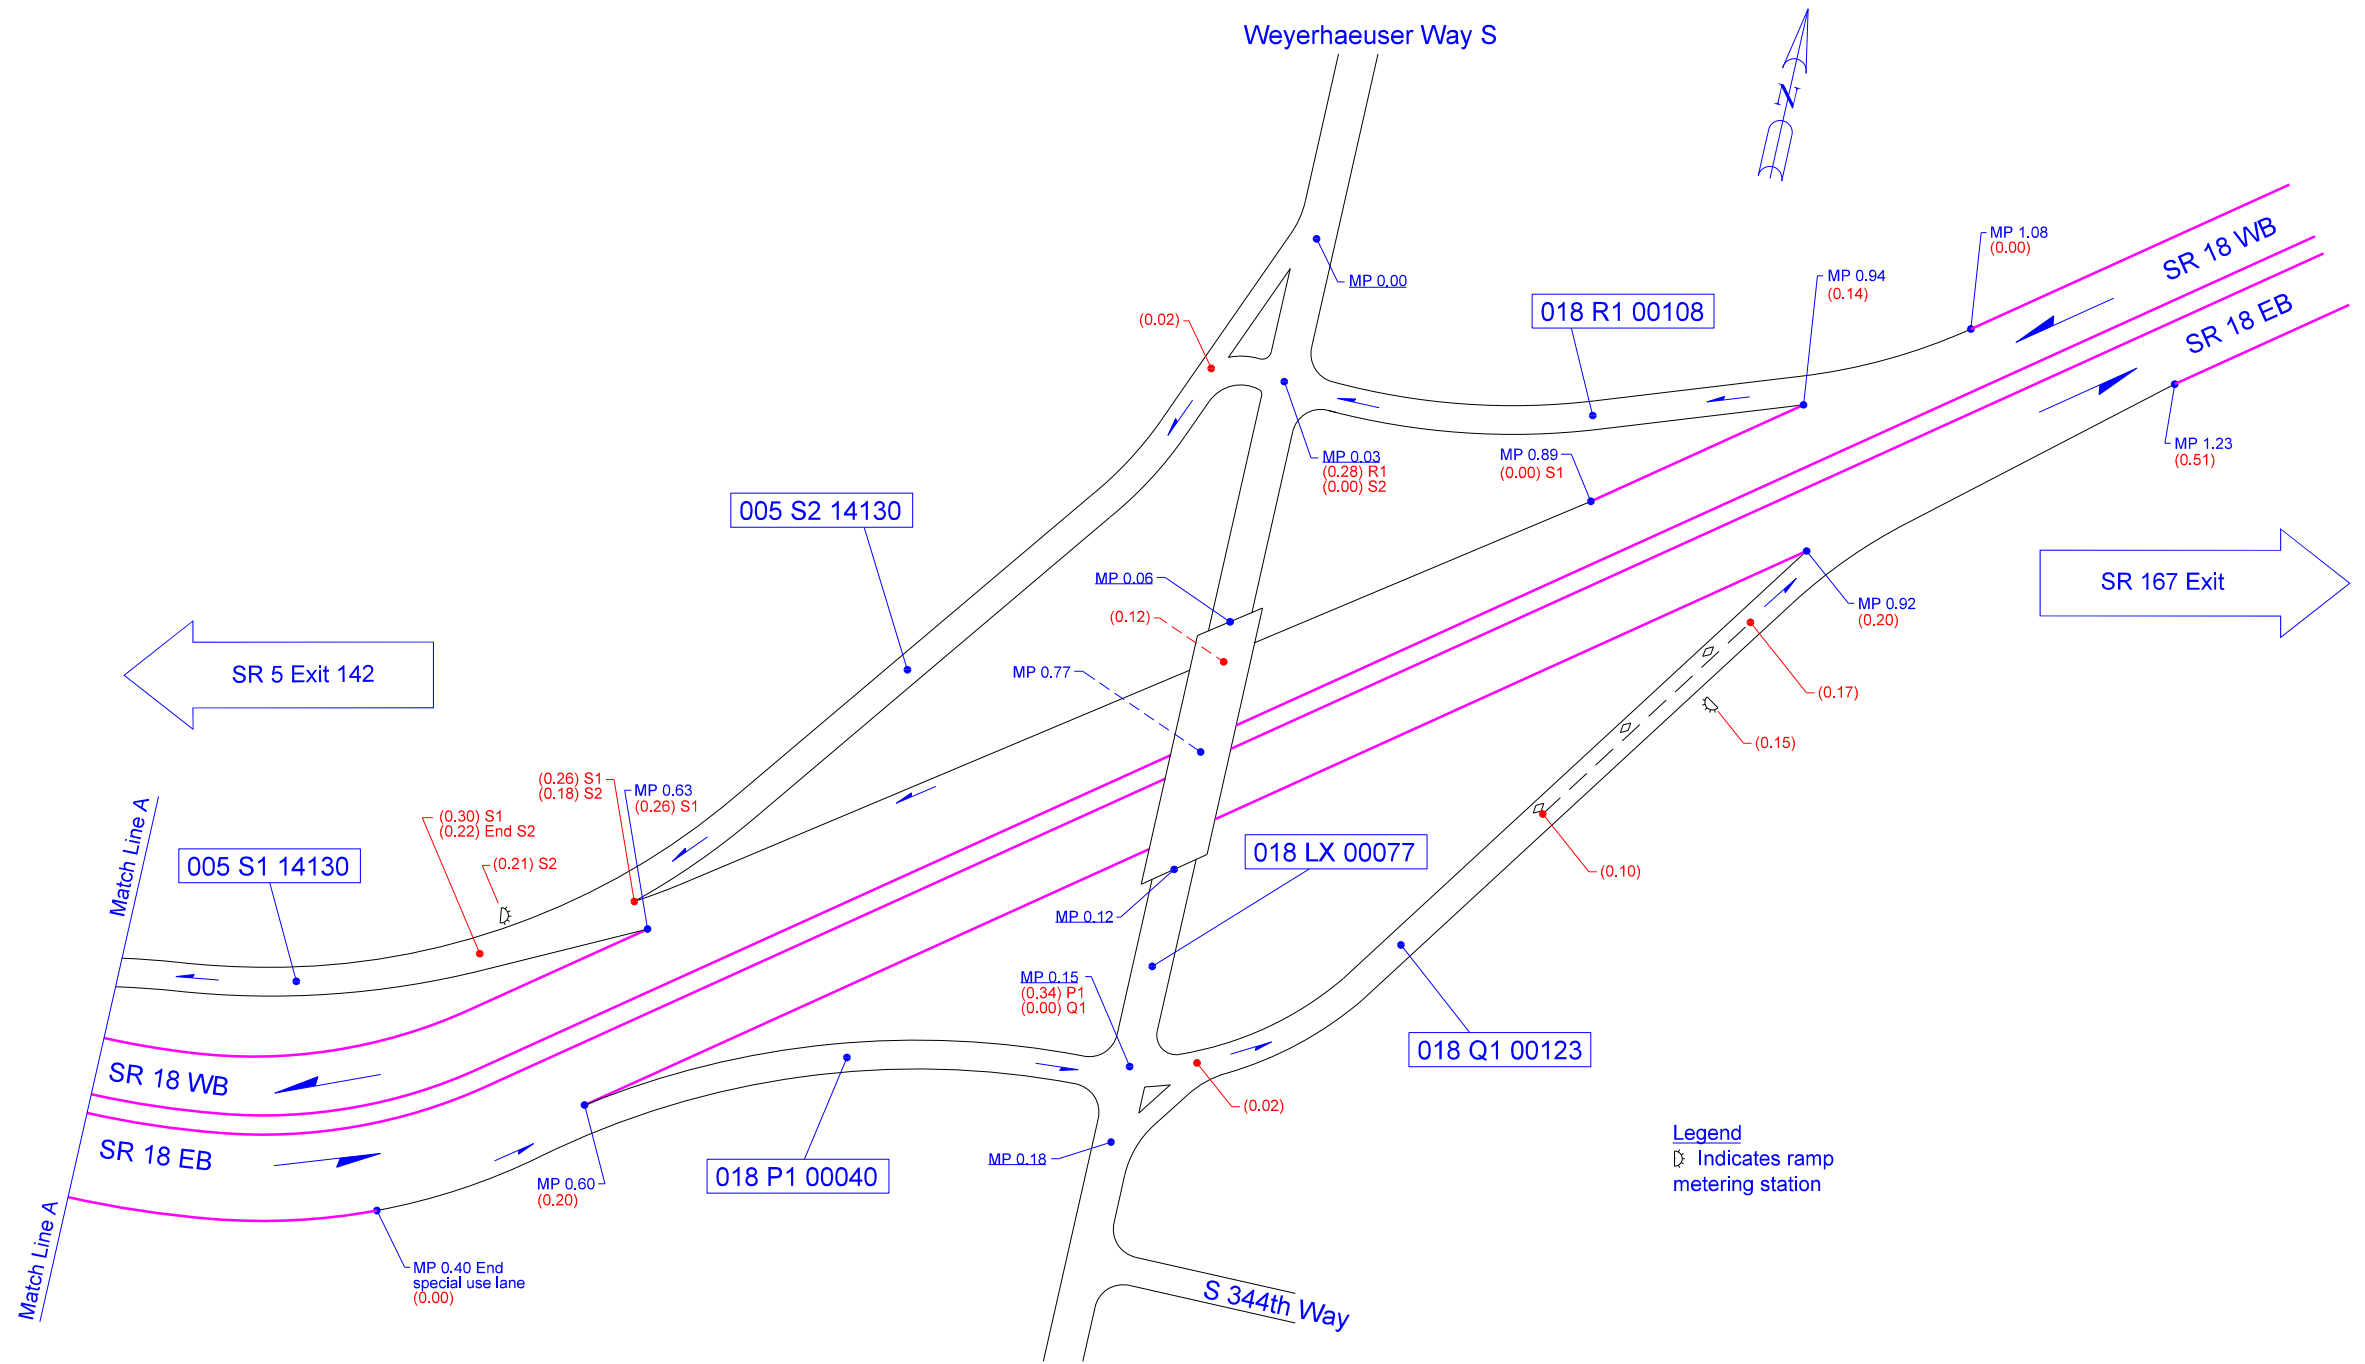 Weyerhaeuser Way S
N
MP 1.08
(0.00)
SR 18 WB
MP 0.94
(0.14)
MP 0.00
018 R1 00108
SR 18 EB
(0.02)
MP 1.23
(0.51)
MP 0.03
(0.28) R1
(0.00) S2
MP 0.89
(0.00) S1
005 S2 14130
MP 0.06
(0.12)
MP 0.77
SR 167 Exit
MP 0.92
(0.20)
SR 5 Exit 142
(0.17)
(0.15)
(0.26) S1
(0.18) S2
MP 0.63
(0.26) S1
(0.30) S1
(0.22) End S2
(0.21) S2
Match Line A
005 S1 14130
018 LX 00077
(0.10)
MP 0.12
MP 0.15
(0.34) P1
(0.00) Q1
018 Q1 00123
SR 18 WB
(0.02)
SR 18 EB
MP 0.18
018 P1 00040
MP 0.60
(0.20)
Legend
Indicates ramp
metering station
Match Line A
MP 0.40 End
special use lane
(0.00)
S 344th Way